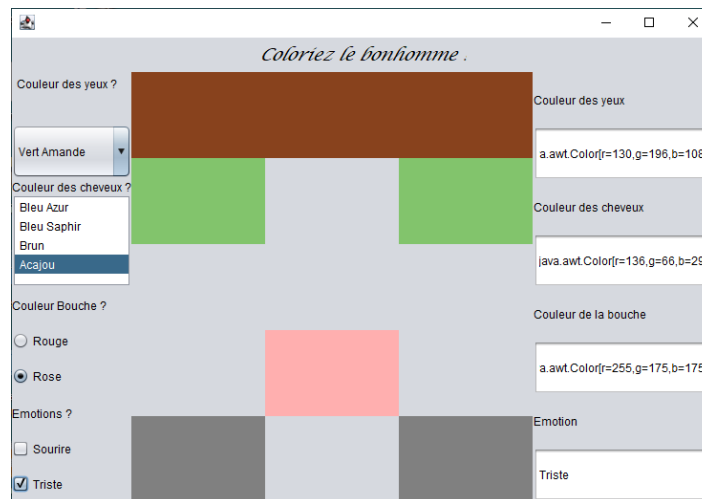 Coloriez le bonhomme .
Couleur des yeux ?
Vert Amande
Couleur des cheveux ?
Bleu Azur
Bleu Saphir
Brun
Acajou
Couleur Bouche ?
Rouge
Rose
Emotions ?
Sourire
Triste
Couleur des yeux
a.awt.Color[r=130,g=196,b=108
Couleur des cheveux
java.awt.Color[r=136,g=66,b=29
Couleur de la bouche
a.awt.Color[r=255,g=175,b=175
Emotion
Triste